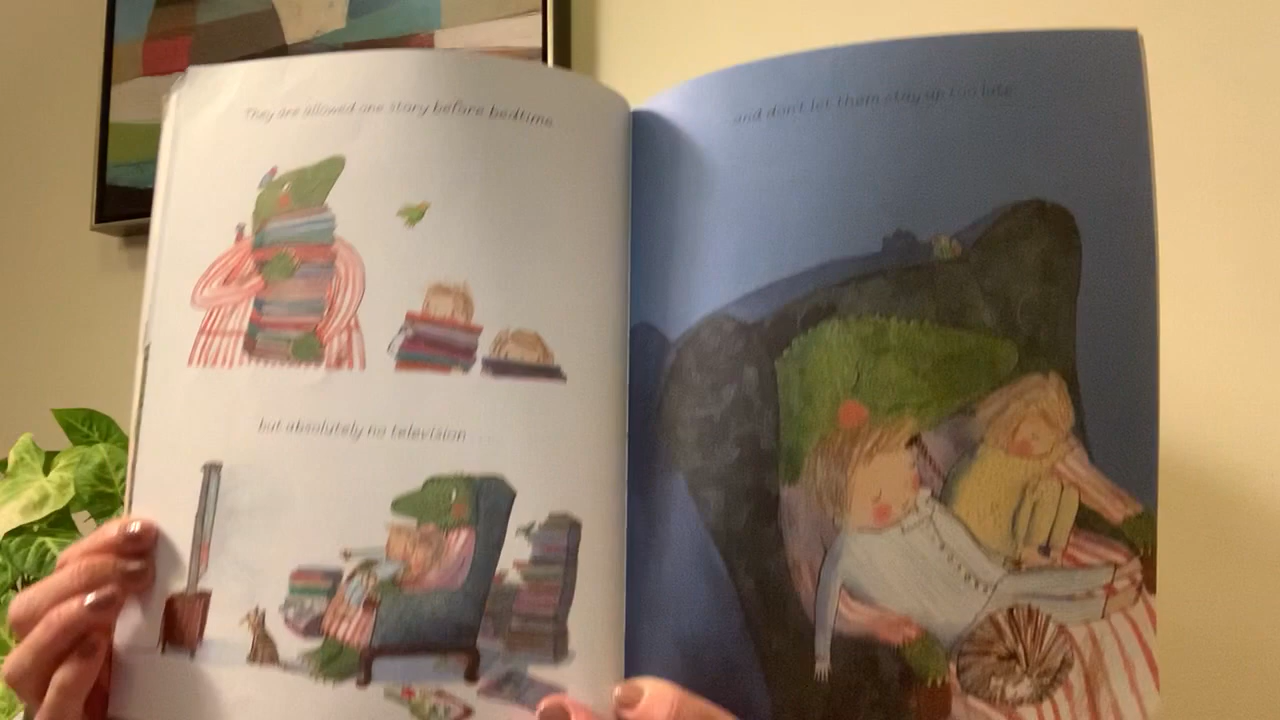 They are allowed one story before bedtime
but absolutely no television
and don't let them stay up too late